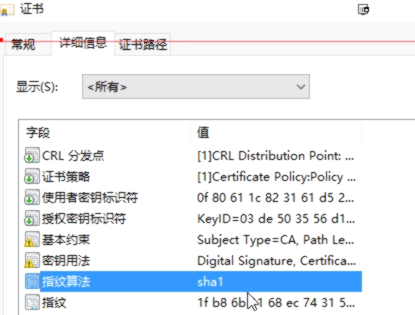 证书
常规 详细信息 证书路径
显示(S): <所有>
字段 值
CRL 分发点 [1]CRL Distribution Point: ...
证书策略 [1]Certificate Policy:Policy ...
使用者密钥标识符 0f 80 61 1c 82 31 61 d5 2...
授权密钥标识符 KeyID=03 de 50 35 56 d1...
基本约束 Subject Type=CA, Path Le...
密钥用法 Digital Signature, Certifica...
指纹算法 sha1
指纹 1f b8 6b 1 68 ec 74 31 5...